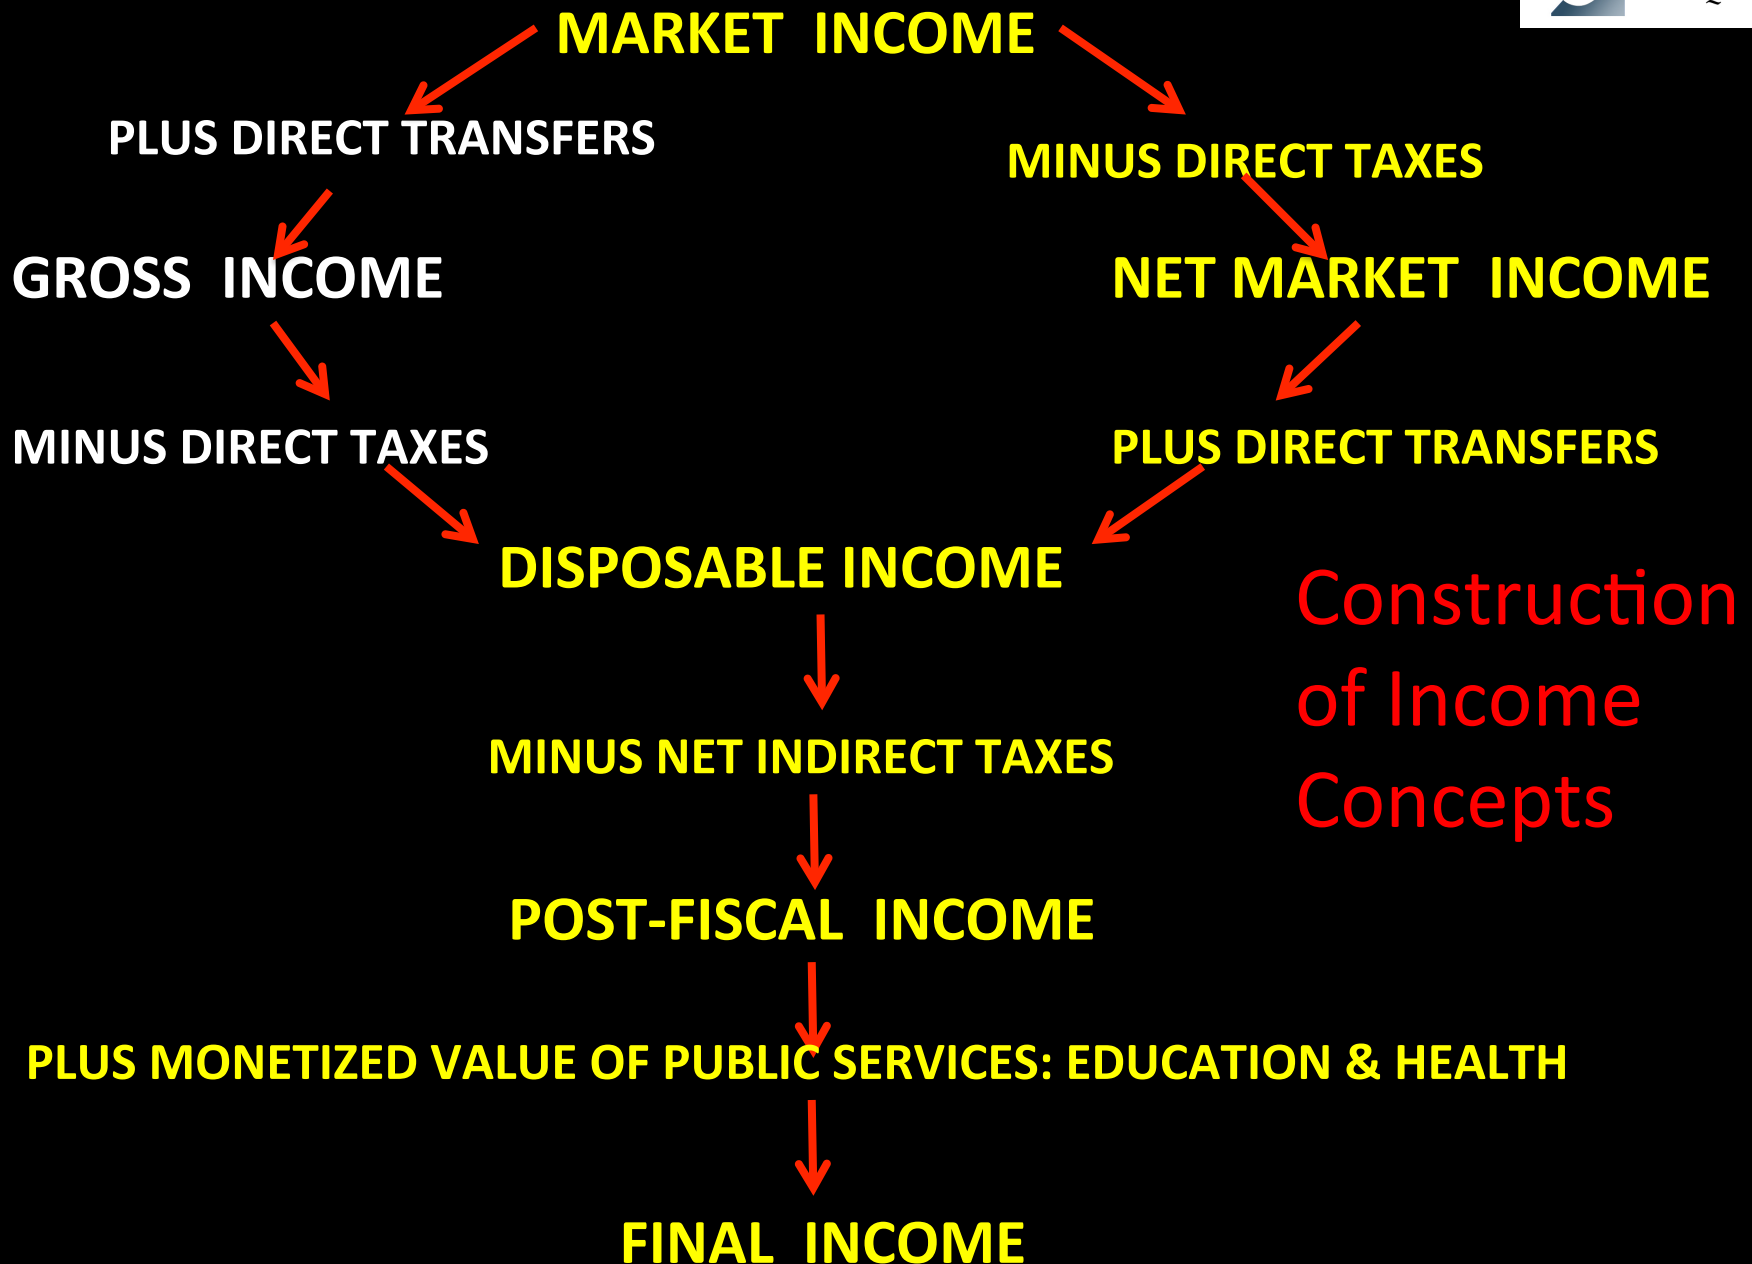 MARKET INCOME
PLUS DIRECT TRANSFERS
MINUS DIRECT TAXES
GROSS INCOME
NET MARKET INCOME
MINUS DIRECT TAXES
PLUS DIRECT TRANSFERS
DISPOSABLE INCOME
Construction
of Income
Concepts
MINUS NET INDIRECT TAXES
POST-FISCAL INCOME
PLUS MONETIZED VALUE OF PUBLIC SERVICES: EDUCATION & HEALTH
FINAL INCOME